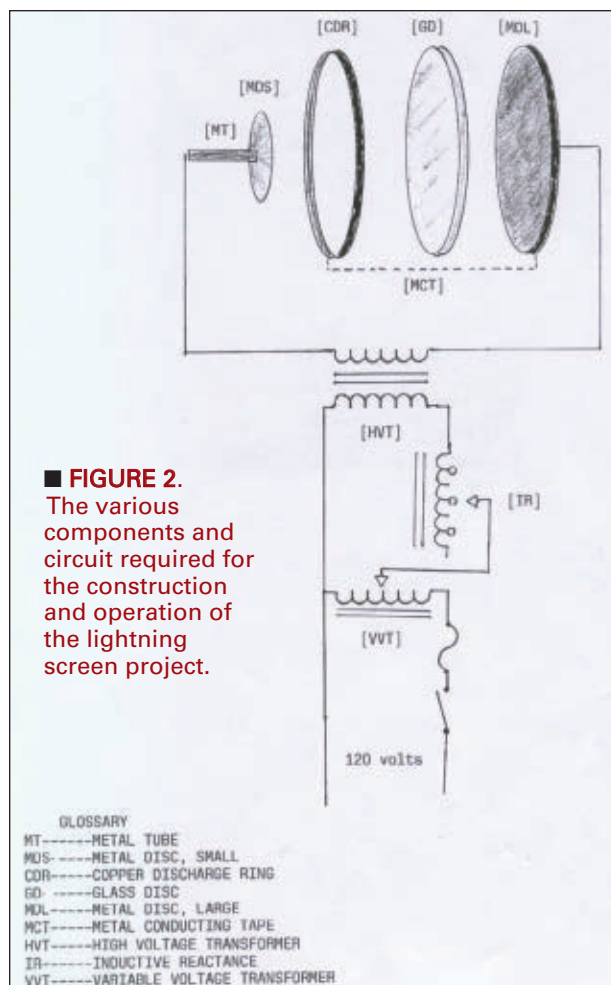 [CDR] [GD] [MDL]
[MDS]
[MT]
[MCT]
[HVT]
[IR]
■ FIGURE 2.
The various
components and
circuit required for
the construction
and operation of
the lightning
screen project.
[VVT]
120 volts
GLOSSARY
MT------METAL TUBE
MDS-----METAL DISC, SMALL
CDR-----COPPER DISCHARGE RING
GD -----GLASS DISC
MDL-----METAL DISC, LARGE
MCT-----METAL CONDUCTING TAPE
HVT-----HIGH VOLTAGE TRANSFORMER
IR------INDUCTIVE REACTANCE
VVT-----VARIABLE VOLTAGE TRANSFORMER